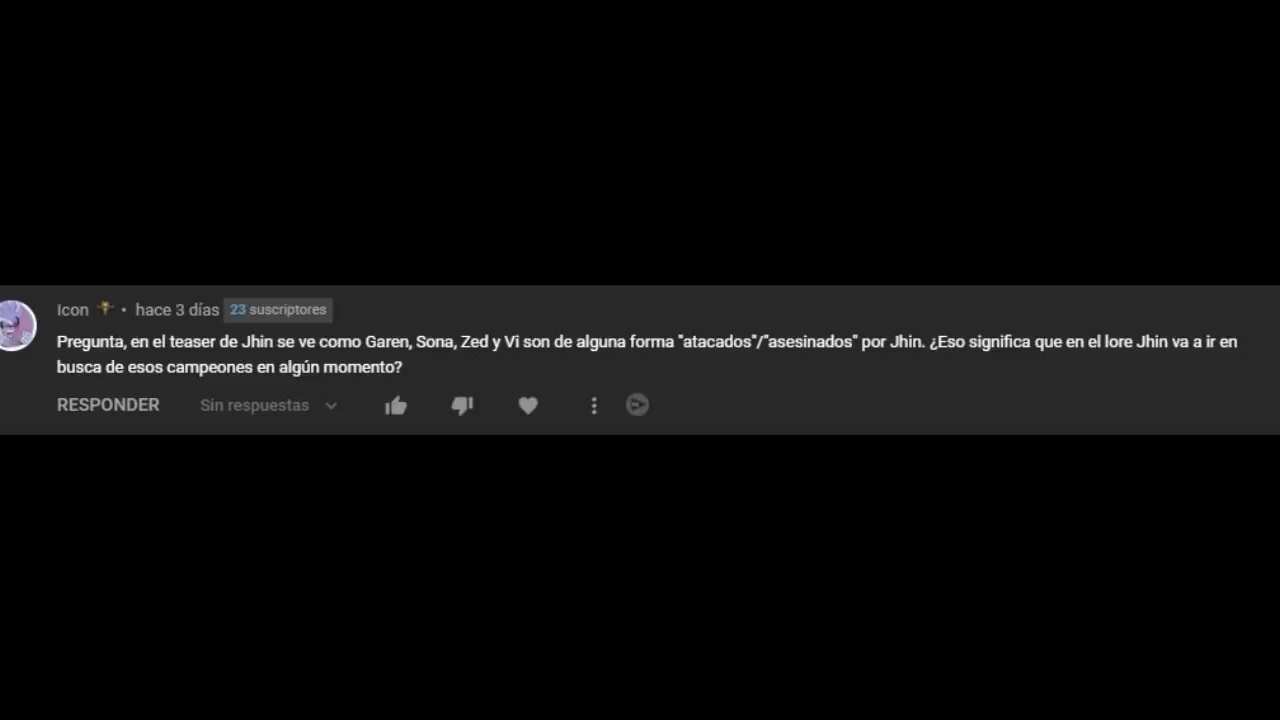 Icon • hace 3 días 23 suscriptores
Pregunta, en el teaser de Jhin se ve como Garen, Sona, Zed y Vi son de alguna forma "atacados"/"asesinados" por Jhin. ¿Eso significa que en el lore Jhin va a ir en
busca de esos campeones en algún momento?
RESPONDER Sin respuestas